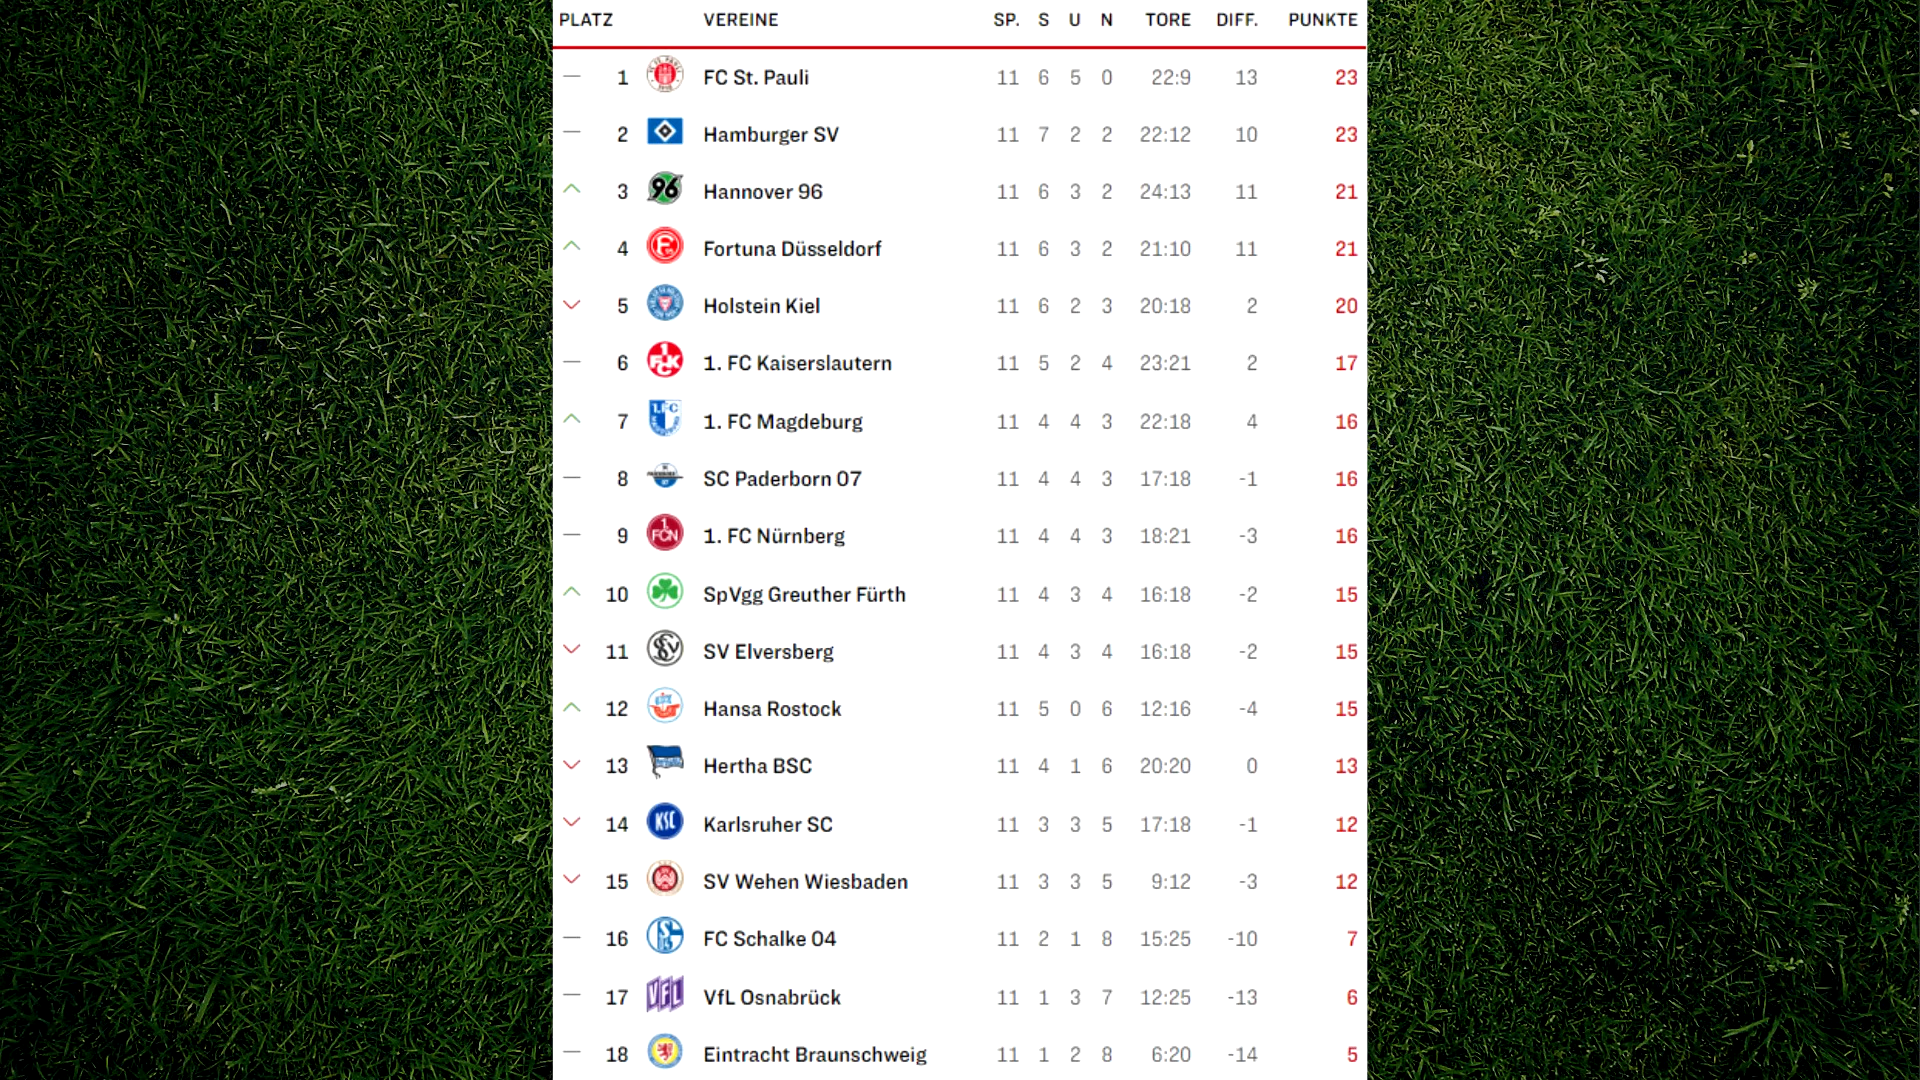 PLATZ VEREINE SP. S U N TORE DIFF. PUNKTE
1 FC St. Pauli 11 6 5 0 22:9 13 23
2 Hamburger SV 11 7 2 2 22:12 10 23
3 96 Hannover 96 11 6 3 2 24:13 11 21
4 F Fortuna Düsseldorf 11 6 3 2 21:10 11 21
5 Holstein Kiel 11 6 2 3 20:18 2 20
6 1. FCK 1. FC Kaiserslautern 11 5 2 4 23:21 2 17
7 1.FC 1. FC Magdeburg 11 4 4 3 22:18 4 16
8 SC Paderborn 07 11 4 4 3 17:18 -1 16
9 1. FCN 1. FC Nürnberg 11 4 4 3 18:21 -3 16
10 SpVgg Greuther Fürth 11 4 3 4 16:18 -2 15
11 SVE SV Elversberg 11 4 3 4 16:18 -2 15
12 Hansa Rostock 11 5 0 6 12:16 -4 15
13 Hertha BSC 11 4 1 6 20:20 0 13
14 KSC Karlsruher SC 11 3 3 5 17:18 -1 12
15 SV Wehen Wiesbaden 11 3 3 5 9:12 -3 12
16 FC Schalke 04 11 2 1 8 15:25 -10 7
17 VFL VfL Osnabrück 11 1 3 7 12:25 -13 6
18 Eintracht Braunschweig 11 1 2 8 6:20 -14 5